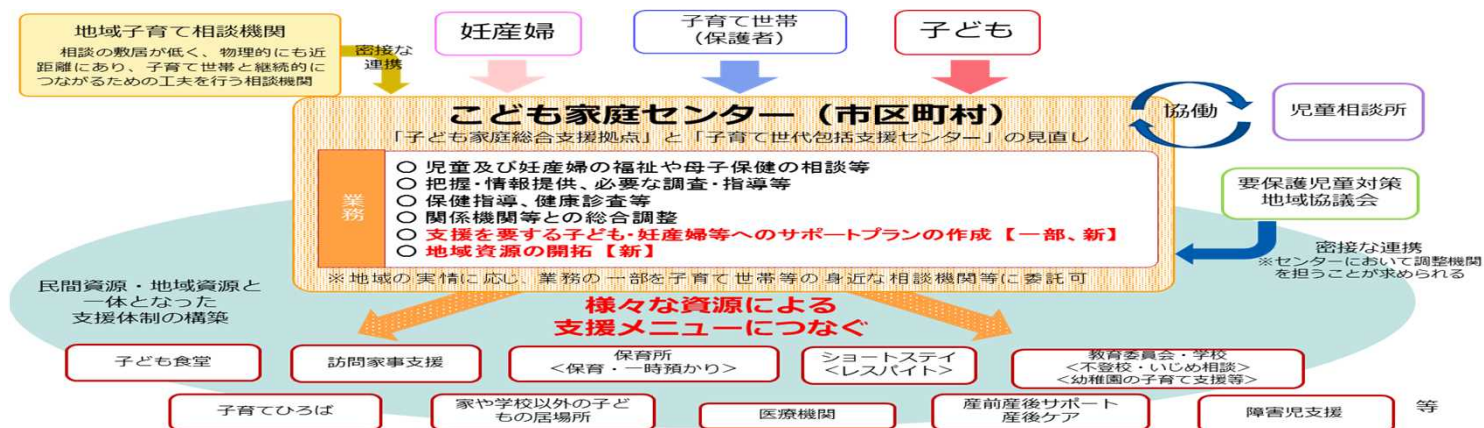 地域子育て相談機関
相談の敷居が低く、物理的にも近
距離にあり、子育て世帯と継続的に
つながるための工夫を行う相談機関
密接な
連携
妊産婦
子育て世帯
(保護者)
子ども
こども家庭センター（市区町村）
「子ども家庭総合支援拠点」と「子育て世代包括支援センター」の見直し
協働
児童相談所
業務
○ 児童及び妊産婦の福祉や母子保健の相談等
○ 把握・情報提供、必要な調査・指導等
○ 保健指導、健康診査等
○ 関係機関等との総合調整
○ 支援を要する子ども・妊産婦等へのサポートプランの作成【一部、新】
○ 地域資源の開拓【新】
※地域の実情に応じ、業務の一部を子育て世帯等の身近な相談機関等に委託可
要保護児童対策
地域協議会
密接な連携
※センターにおいて調整機関
を担うことが求められる
民間資源・地域資源と
一体となった
支援体制の構築
様々な資源による
支援メニューにつなぐ
子ども食堂
訪問家事支援
保育所
<保育・一時預かり>
ショートステイ
<レスパイト>
教育委員会・学校
<不登校・いじめ相談>
<幼稚園の子育て支援等>
子育てひろば
家や学校以外の子ど
もの居場所
医療機関
産前産後サポート
産後ケア
障害児支援
等